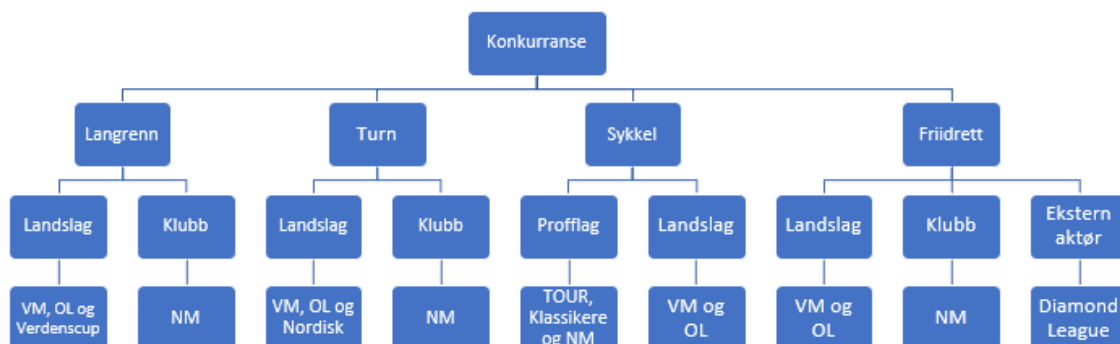 Konkurranse
Langrenn
Turn
Sykkel
Friidrett
Landslag
Klubb
Landslag
Klubb
Profflag
Landslag
Landslag
Klubb
Ekstern
aktør
VM, OL og
Verdenscup
NM
VM, OL og
Nordisk
NM
TOUR,
Klassikere
og NM
VM og
OL
VM og
OL
NM
Diamond
League